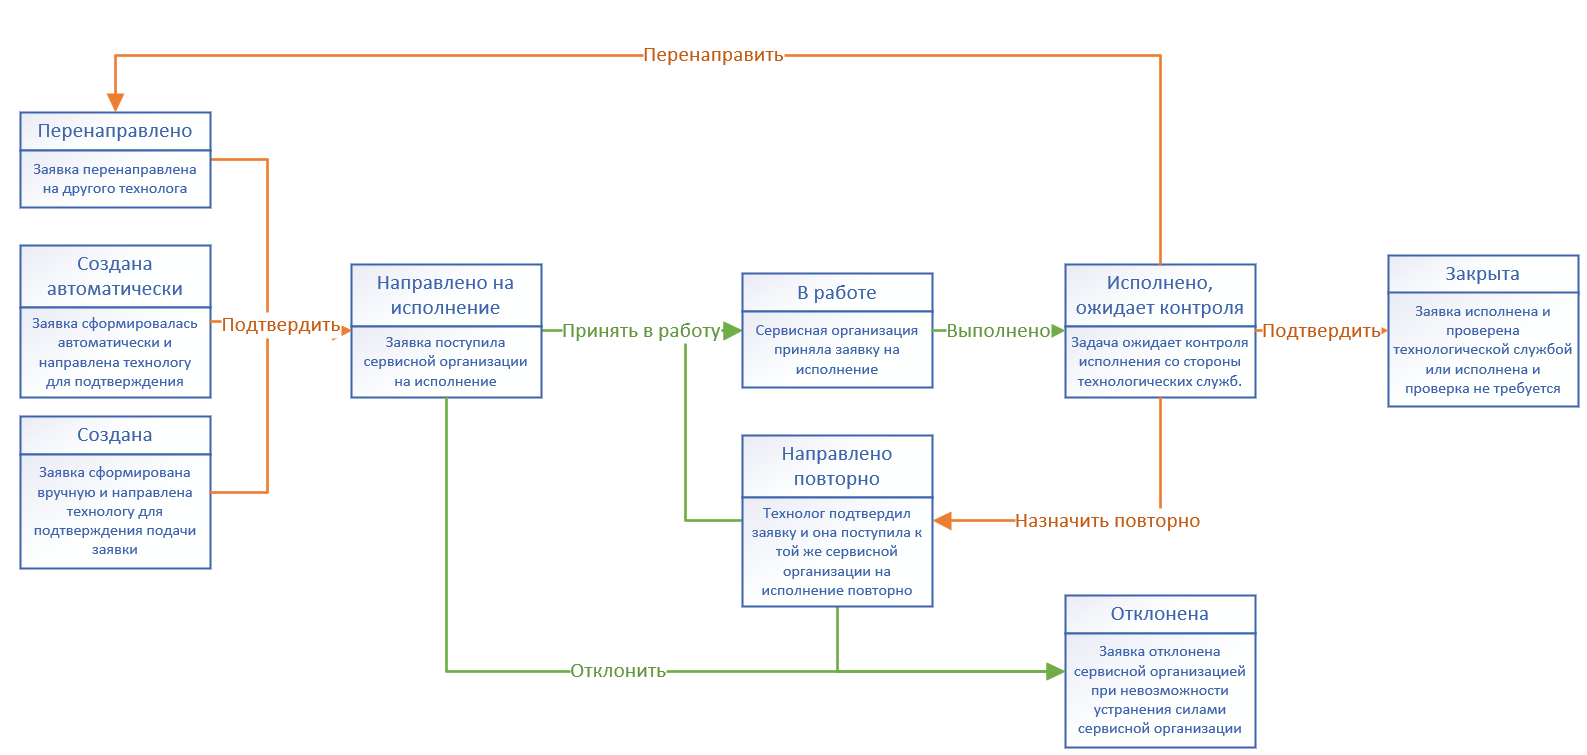 Перенаправить
Перенаправлено
Заявка перенаправлена
на другого технолога
Создана
автоматически
Заявка сформировалась
автоматически и
направлена технологу
для подтверждения
Создана
Заявка сформирована
вручную и направлена
технологу для
подтверждения подачи
заявки
Подтвердить
Направлено на
исполнение
Заявка поступила
сервисной организации
на исполнение
Принять в работу
В работе
Сервисная организация
приняла заявку на
исполнение
Выполнено
Исполнено,
ожидает контроля
Задача ожидает контроля
исполнения со стороны
технологических служб.
Подтвердить
Закрыта
Заявка исполнена и
проверена
технологической службой
или исполнена и
проверка не требуется
Направлено
повторно
Технолог подтвердил
заявку и она поступила к
той же сервисной
организации на
исполнение повторно
Назначить повторно
Отклонить
Отклонена
Заявка отклонена
сервисной организацией
при невозможности
устранения силами
сервисной организации